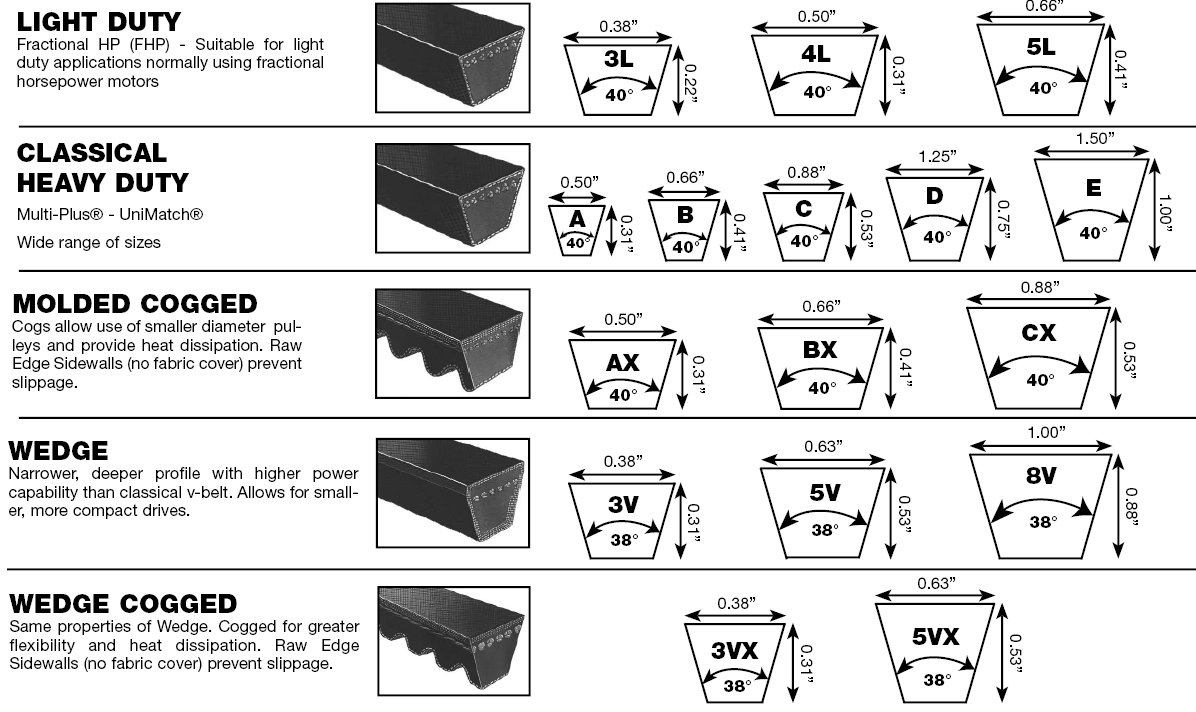 LIGHT DUTY
Fractional HP (FHP) - Suitable for light
duty applications normally using fractional
horsepower motors
0.38”
3L
40°
0.22”
0.50”
4L
40°
0.31”
0.66”
5L
40°
0.41”
CLASSICAL
HEAVY DUTY
Multi-Plus® - UniMatch®
Wide range of sizes
0.50”
A
40°
0.31”
0.66”
B
40°
0.41”
0.88”
C
40°
0.53”
1.25”
D
40°
0.75”
1.50”
E
40°
1.00”
MOLDED COGGED
Cogs allow use of smaller diameter pul-
leys and provide heat dissipation. Raw
Edge Sidewalls (no fabric cover) prevent
slippage.
0.50”
AX
40°
0.31”
0.66”
BX
40°
0.41”
0.88”
CX
40°
0.53”
WEDGE
Narrower, deeper profile with higher power
capability than classical v-belt. Allows for small-
er, more compact drives.
0.38”
3V
38°
0.31”
0.63”
5V
38°
0.53”
1.00”
8V
38°
0.88”
WEDGE COGGED
Same properties of Wedge. Cogged for greater
flexibility and heat dissipation. Raw Edge
Sidewalls (no fabric cover) prevent slippage.
0.38”
3VX
38°
0.31”
0.63”
5VX
38°
0.53”